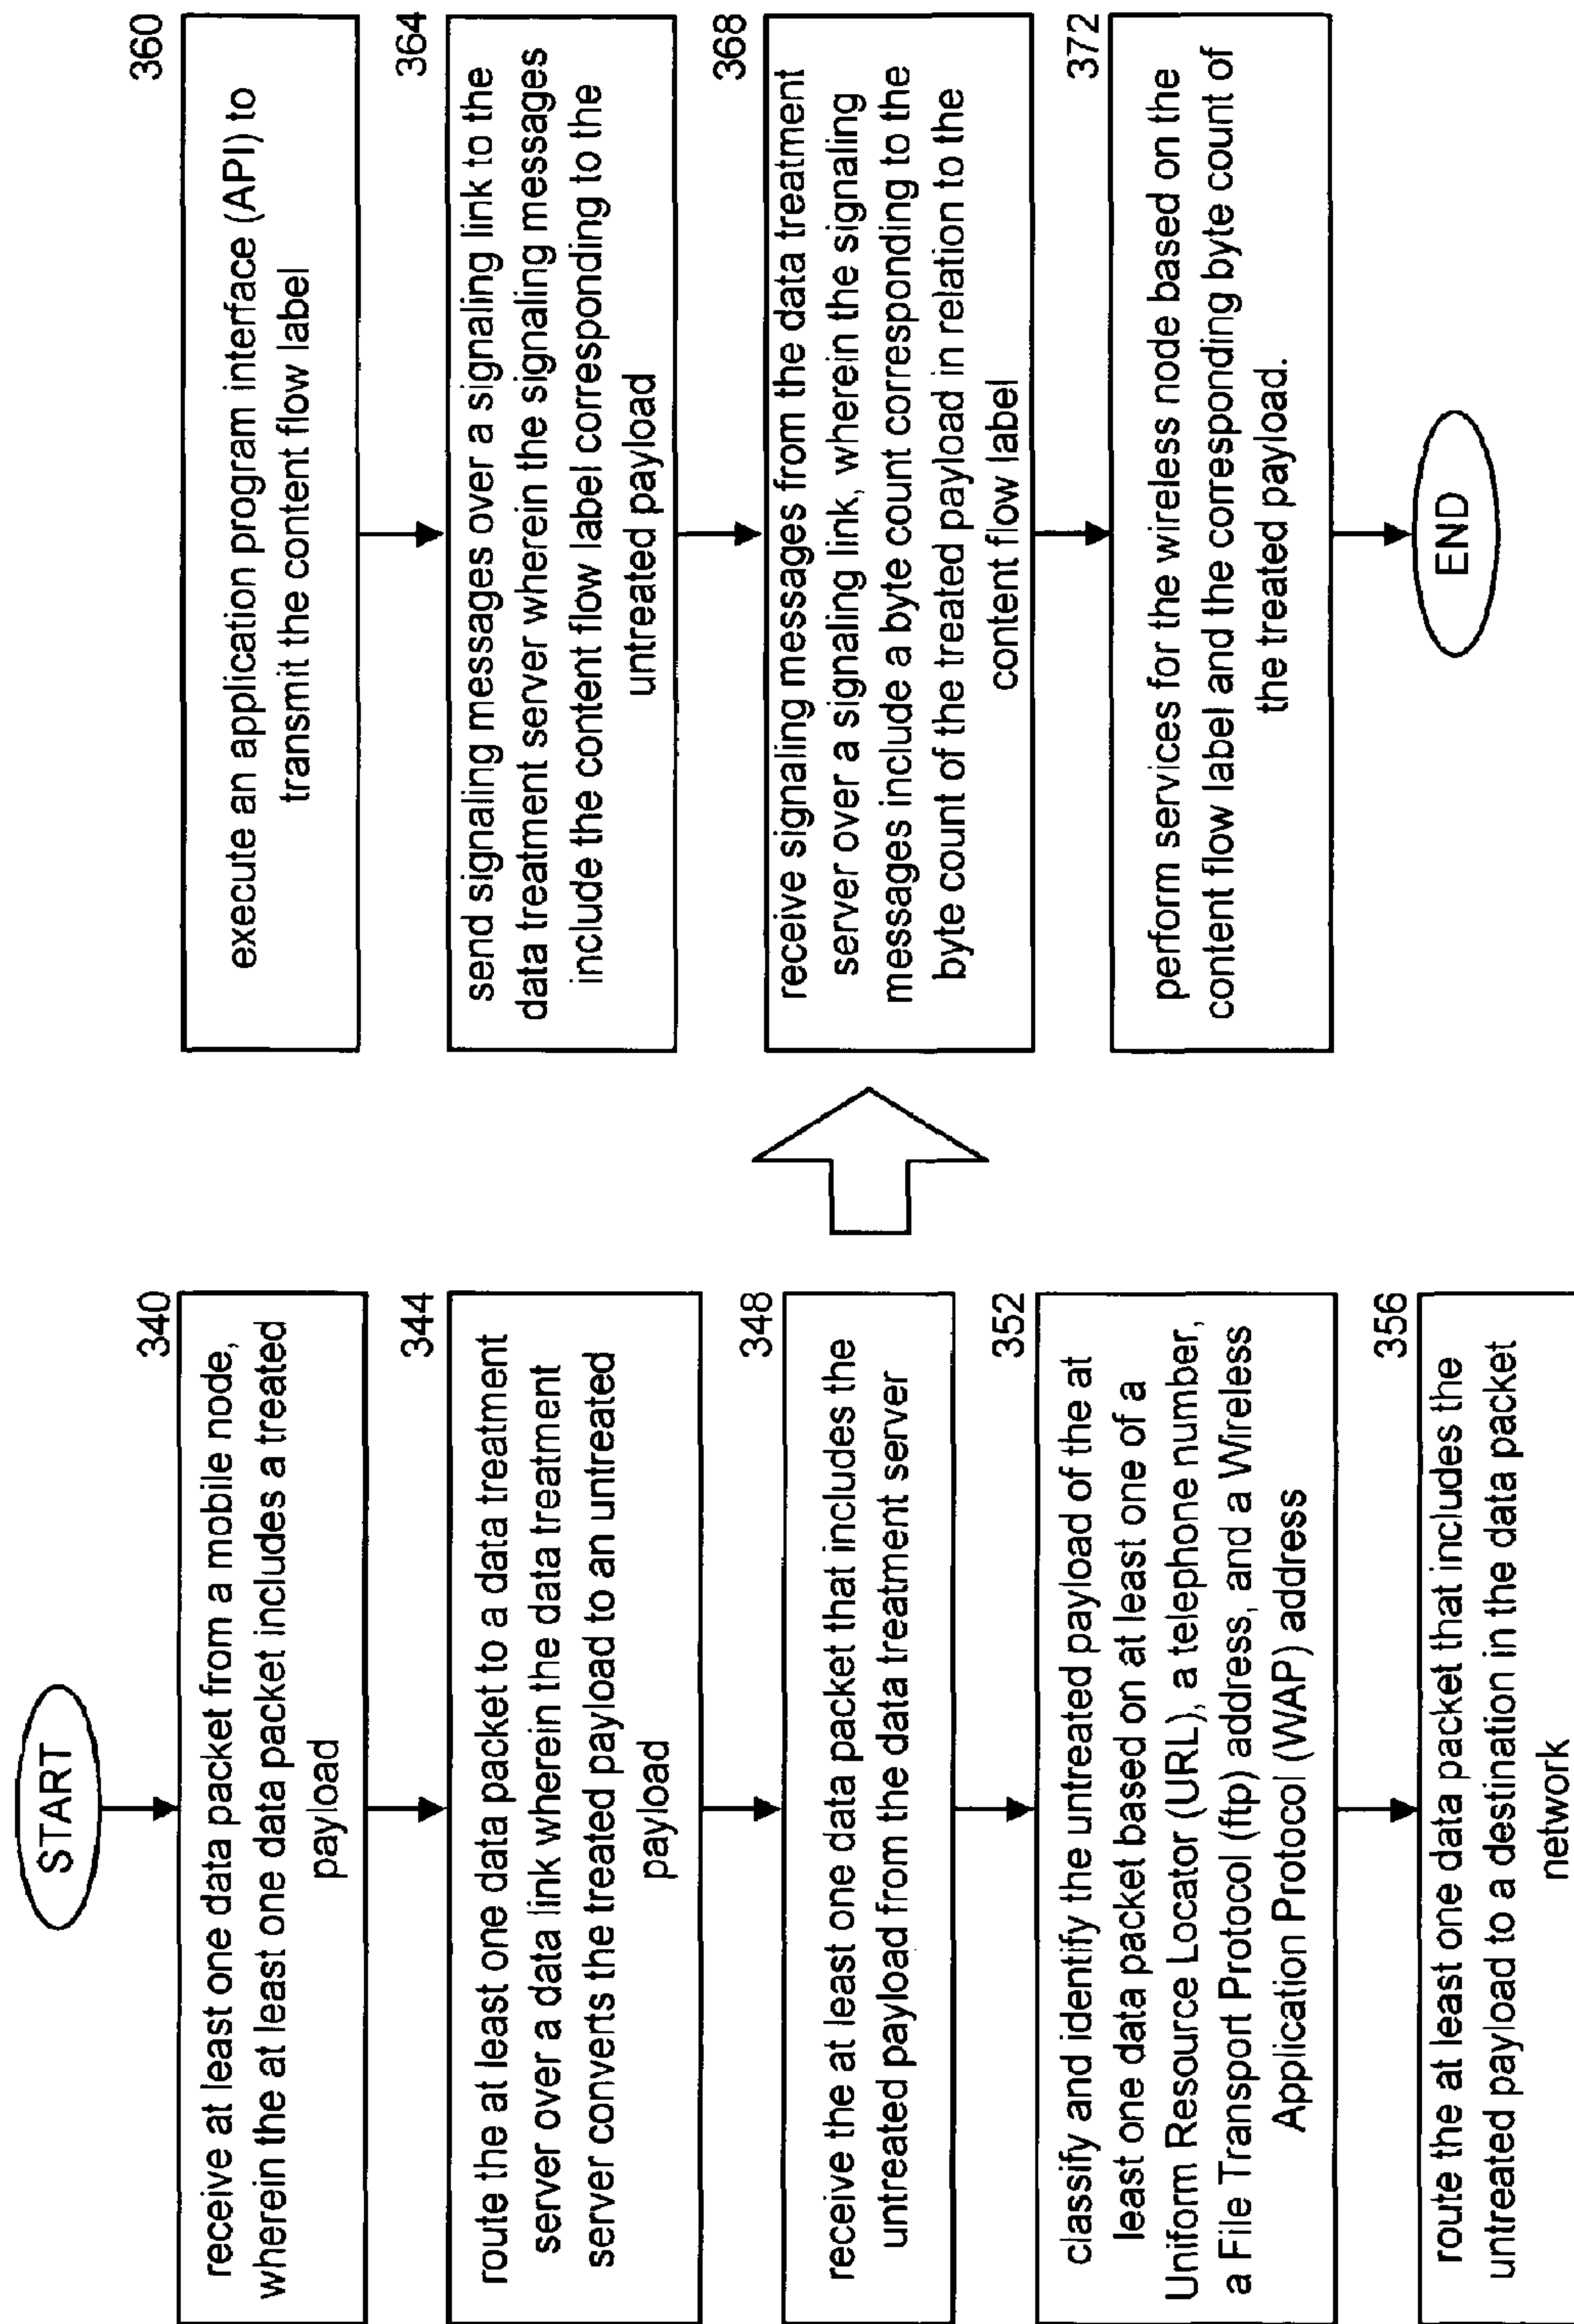 START
340
receive at least one data packet from a mobile node,
wherein the at least one data packet includes a treated
payload
344
route the at least one data packet to a data treatment
server over a data link wherein the data treatment
server converts the treated payload to an untreated
payload
348
receive the at least one data packet that includes the
untreated payload from the data treatment server
352
classify and identify the untreated payload of the at
least one data packet based on at least one of a
Uniform Resource Locator (URL), a telephone number,
a File Transport Protocol (ftp) address, and a Wireless
Application Protocol (WAP) address
356
route the at least one data packet that includes the
untreated payload to a destination in the data packet
network
360
execute an application program interface (API) to
transmit the content flow label
364
send signaling messages over a signaling link to the
data treatment server wherein the signaling messages
include the content flow label corresponding to the
untreated payload
368
receive signaling messages from the data treatment
server over a signaling link, wherein the signaling
messages include a byte count corresponding to the
byte count of the treated payload in relation to the
content flow label
372
perform services for the wireless node based on the
content flow label and the corresponding byte count of
the treated payload.
END